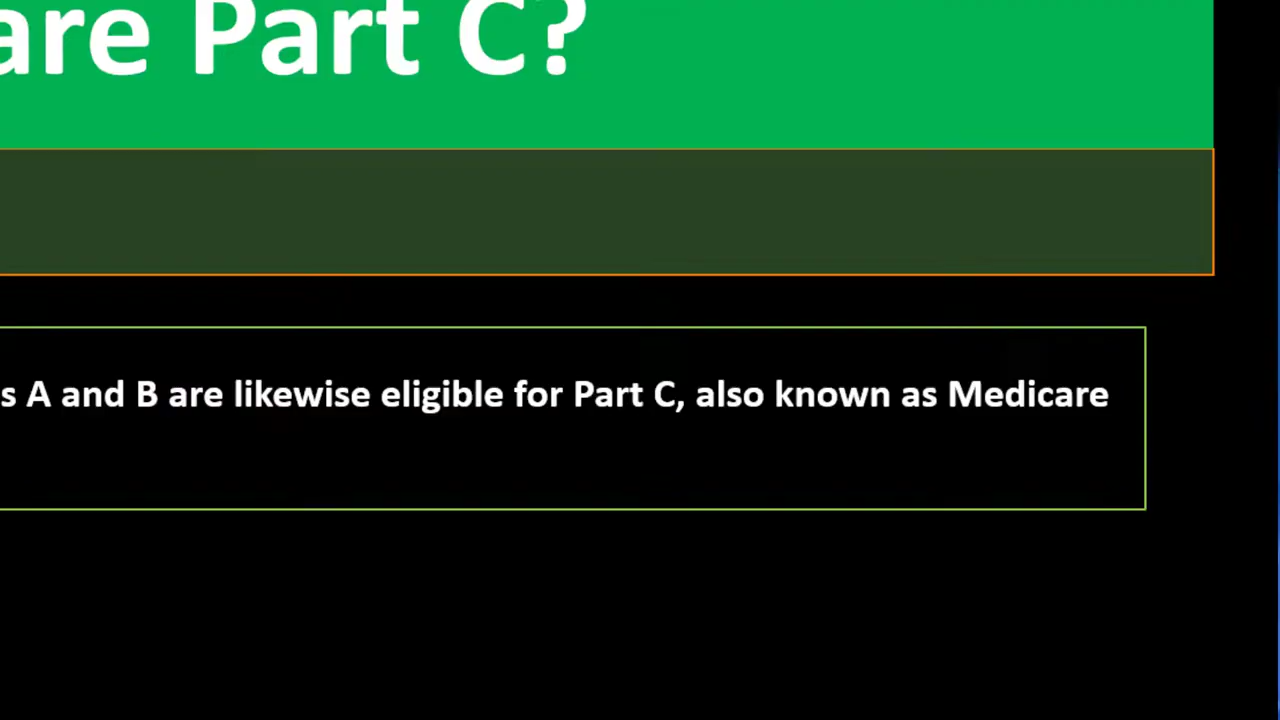 are Part C?
s A and B are likewise eligible for Part C, also known as Medicare